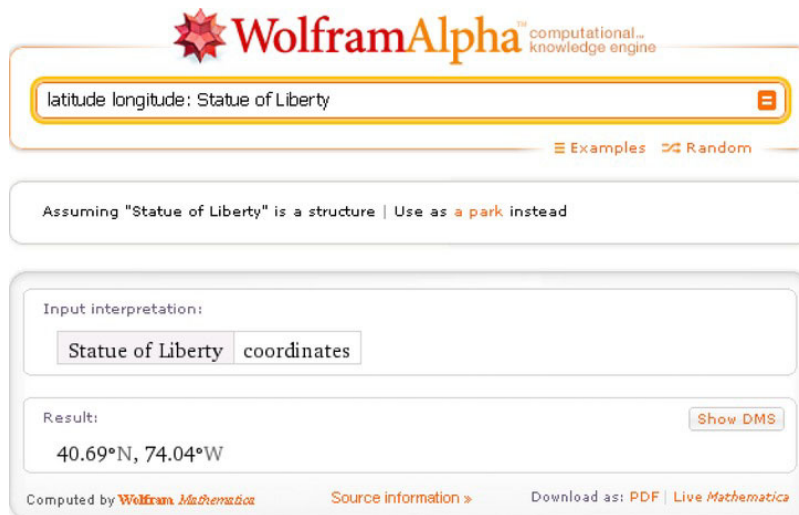 WolframAlpha™ computational... knowledge engine
latitude longitude: Statue of Liberty
Examples Random
Assuming "Statue of Liberty" is a structure | Use as a park instead
Input interpretation:
Statue of Liberty coordinates
Result: Show DMS
40.69°N, 74.04°W
Computed by Wolfram Mathematica Source information » Download as: PDF | Live Mathematica